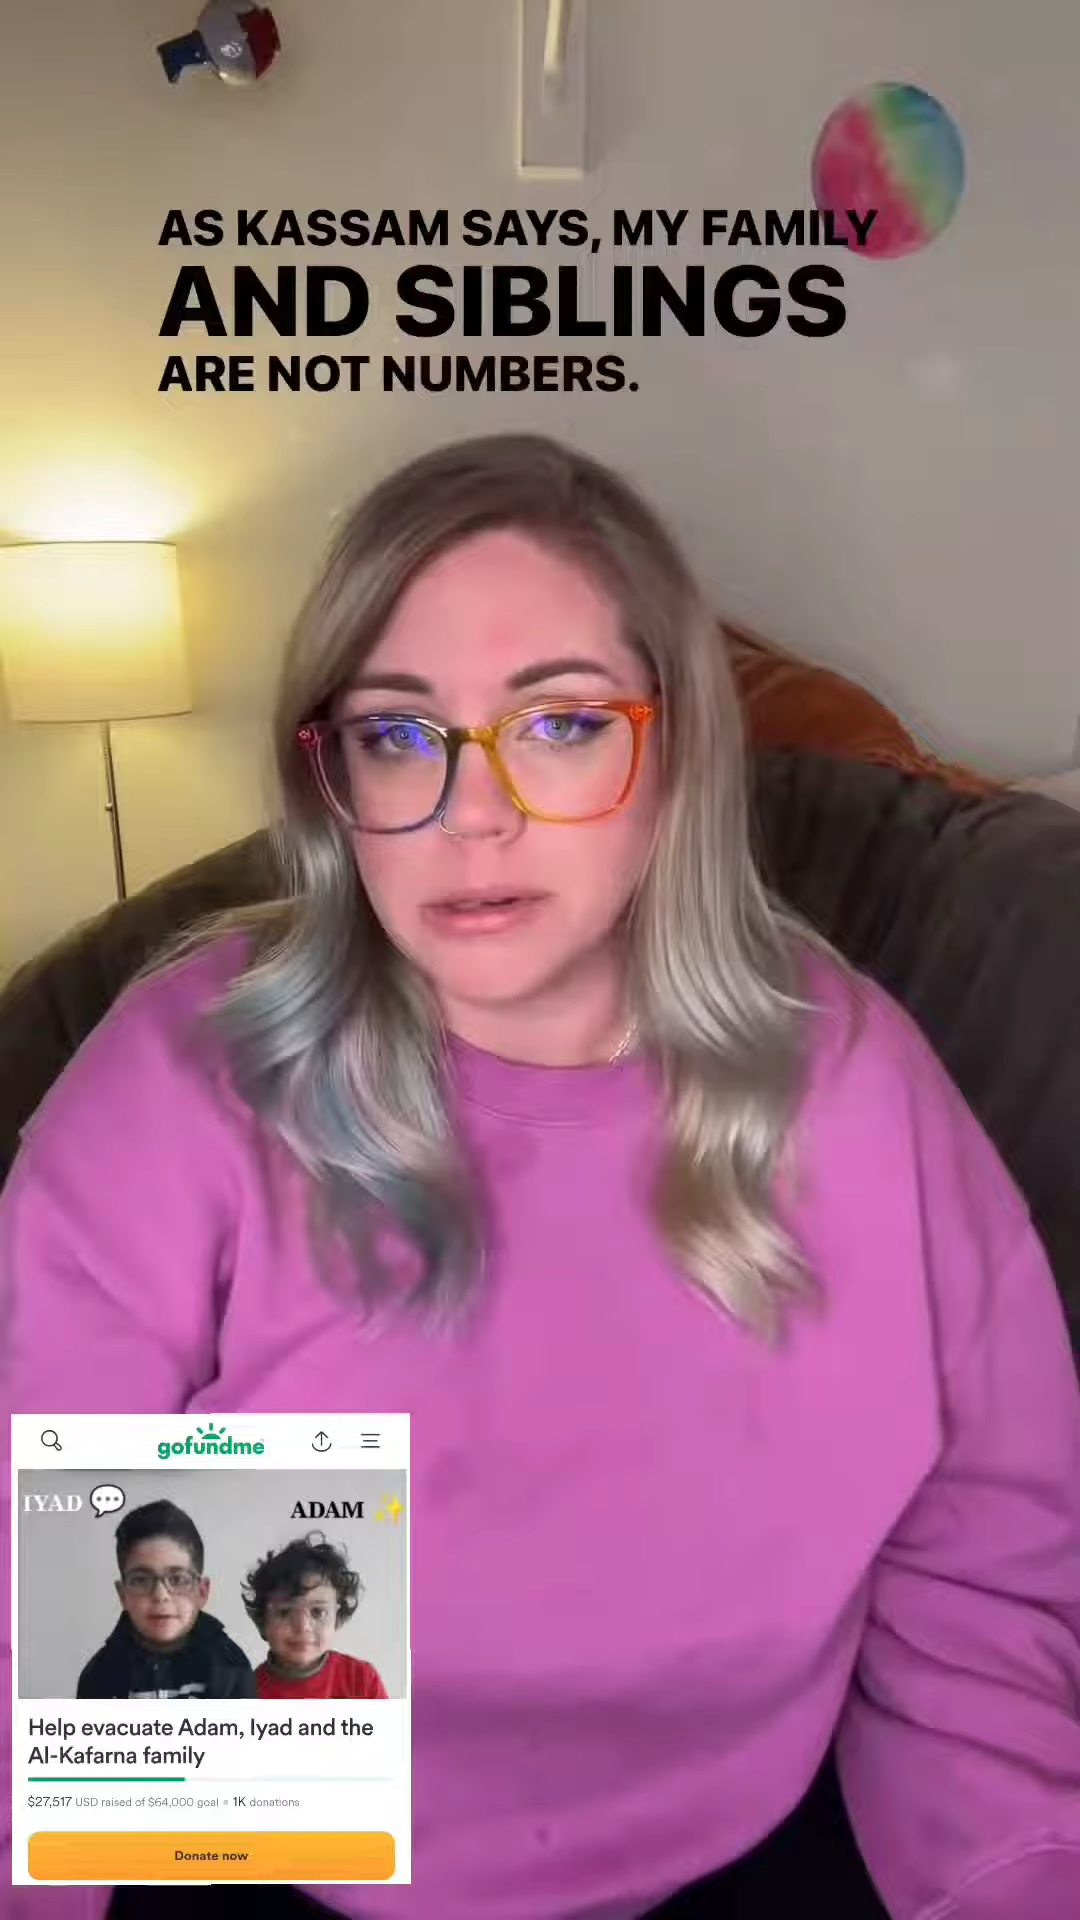 AS KASSAM SAYS, MY FAMILY
AND SIBLINGS
ARE NOT NUMBERS.
gofundme
IYAD
ADAM
Help evacuate Adam, Iyad and the
Al-Kafarna family
$27,517 USD raised of $64,000 goal • 1K donations
Donate now